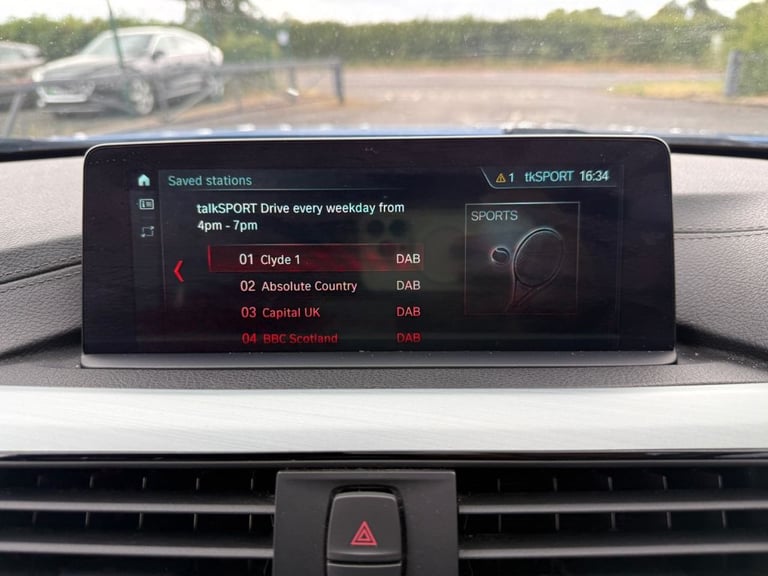 Saved stations
1 tkSPORT 16:34
talkSPORT Drive every weekday from
4pm - 7pm
SPORTS
01 Clyde 1 DAB
02 Absolute Country DAB
03 Capital UK DAB
04 BBC Scotland DAB